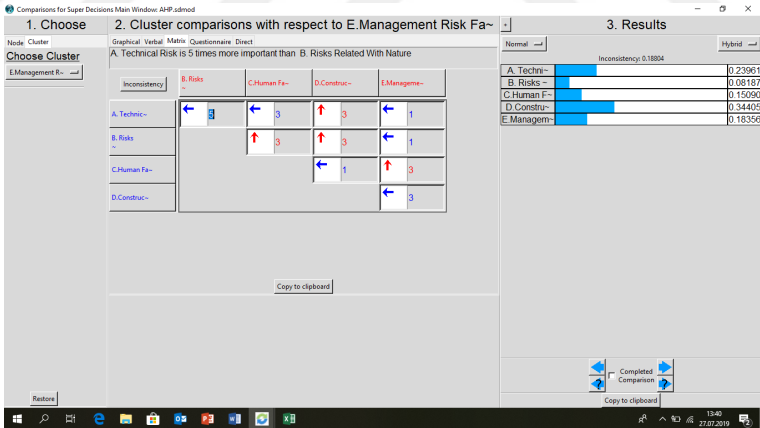 Comparisons for Super Decisions Main Window: AHP.sdmod
1. Choose
2. Cluster comparisons with respect to E.Management Risk Fa~
+
3. Results
Node Cluster
Graphical Verbal Matrix Questionnaire Direct
Normal
Hybrid
Choose Cluster
A. Technical Risk is 5 times more important than B. Risks Related With Nature
Inconsistency: 0.18804
E.Management R~
A. Techni~ 0.23961
B. Risks ~ 0.08187
C.Human F~ 0.15090
D.Constru~ 0.34405
E.Managem~ 0.18356
Inconsistency
B. Risks
~
C.Human Fa~
D.Construc~
E.Manageme~
A. Technic~ 5 3 3 1
B. Risks
~
3 3 1
C.Human Fa~ 1 3
D.Construc~ 3
Copy to clipboard
Completed
Comparison
Restore
Copy to clipboard
13:40
27.07.2019